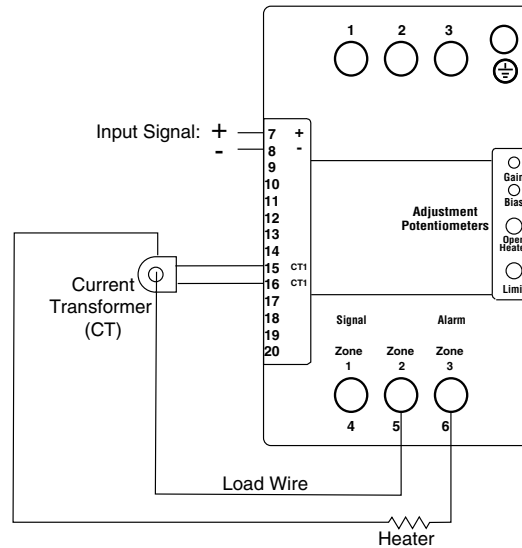 1 2 3
Input Signal: + 7 +
- 8 -
9
10
11
12
13
14
15 CT1
16 CT1
17
18
19
20
Current
Transformer
(CT)
Adjustment
Potentiometers
Gain
Bias
Open
Heater
Limit
Signal Alarm
Zone Zone Zone
1 2 3
4 5 6
Load Wire
Heater